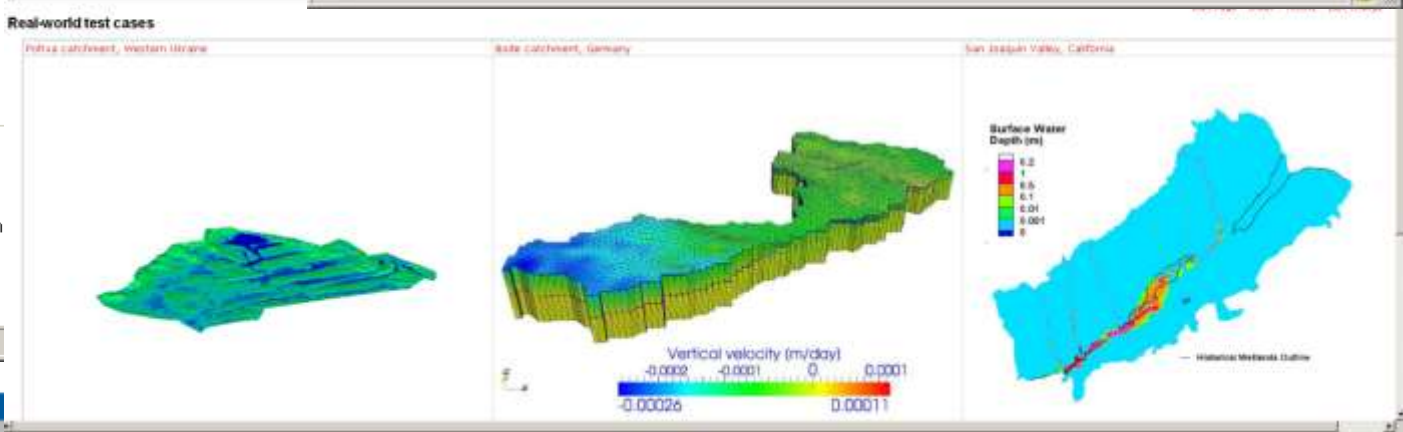 Real-world test cases
catchment, Western Ukraine
Bode catchment, Germany
San Joaquin Valley, California
Surface Water
Depth (m)
0.2
1
0.5
0.1
0.01
0.001
0
Historical Wetlands Outline
Vertical velocity (m/day)
-0.0002 -0.0001 0 0.0001
-0.00026 0.00011